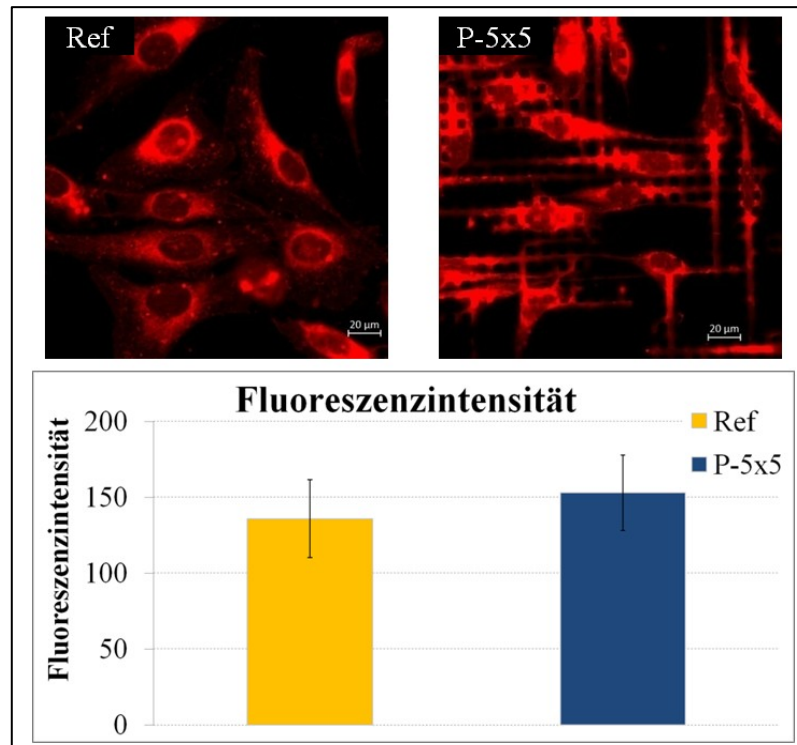 Ref
P-5x5
20 µm
20 µm
Fluoreszenzintensität
Fluoreszenzintensität
200
150
100
50
0
Ref
P-5x5